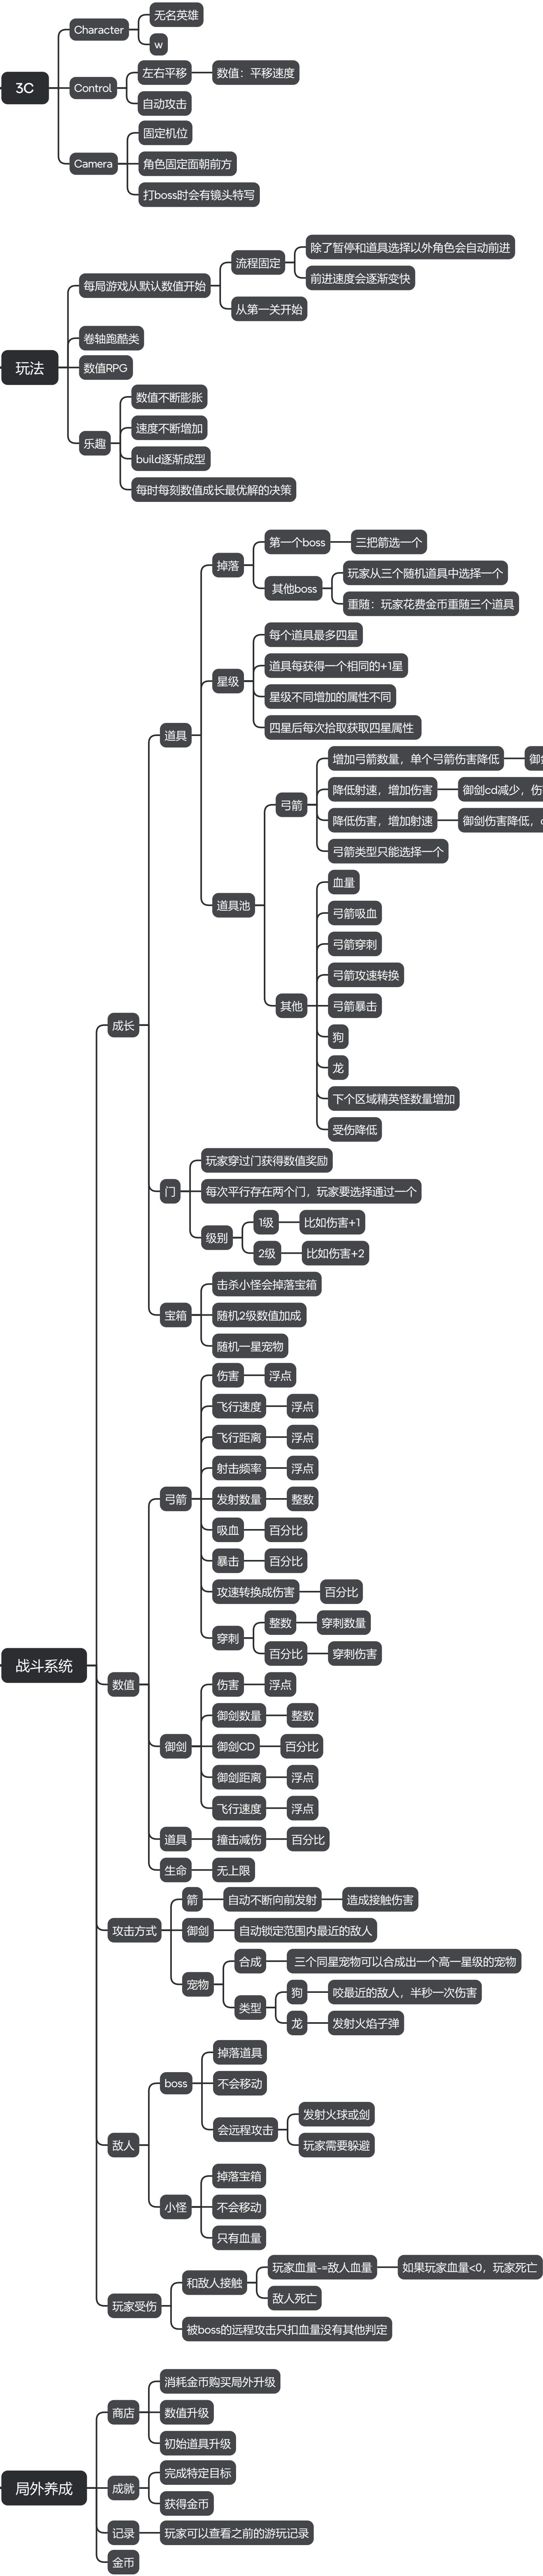 3C
Character
无名英雄
w
Control
左右平移
数值：平移速度
自动攻击
Camera
固定机位
角色固定面朝前方
打boss时会有镜头特写
玩法
每局游戏从默认数值开始
流程固定
除了暂停和道具选择以外角色会自动前进
前进速度会逐渐变快
从第一关开始
卷轴跑酷类
数值RPG
乐趣
数值不断膨胀
速度不断增加
build逐渐成型
每时每刻数值成长最优解的决策
战斗系统
成长
道具
掉落
第一个boss
三把箭选一个
其他boss
玩家从三个随机道具中选择一个
重随：玩家花费金币重随三个道具
星级
每个道具最多四星
道具每获得一个相同的+1星
星级不同增加的属性不同
四星后每次拾取获取四星属性
道具池
弓箭
增加弓箭数量，单个弓箭伤害降低
御
降低射速，增加伤害
御剑cd减少，伤
降低伤害，增加射速
御剑伤害降低，
弓箭类型只能选择一个
其他
血量
弓箭吸血
弓箭穿刺
弓箭攻速转换
弓箭暴击
狗
龙
下个区域精英怪数量增加
受伤降低
门
玩家穿过门获得数值奖励
每次平行存在两个门，玩家要选择通过一个
级别
1级
比如伤害+1
2级
比如伤害+2
宝箱
击杀小怪会掉落宝箱
随机2级数值加成
随机一星宠物
数值
弓箭
伤害
浮点
飞行速度
浮点
飞行距离
浮点
射击频率
浮点
发射数量
整数
吸血
百分比
暴击
百分比
攻速转换成伤害
百分比
穿刺
整数
穿刺数量
百分比
穿刺伤害
御剑
伤害
浮点
御剑数量
整数
御剑CD
百分比
御剑距离
浮点
飞行速度
浮点
道具
撞击减伤
百分比
生命
无上限
攻击方式
箭
自动不断向前发射
造成接触伤害
御剑
自动锁定范围内最近的敌人
宠物
合成
三个同星宠物可以合成出一个高一星级的宠物
类型
狗
咬最近的敌人，半秒一次伤害
龙
发射火焰子弹
敌人
boss
掉落道具
不会移动
会远程攻击
发射火球或剑
玩家需要躲避
小怪
掉落宝箱
不会移动
只有血量
玩家受伤
和敌人接触
玩家血量-=敌人血量
如果玩家血量<0，玩家死亡
敌人死亡
被boss的远程攻击只扣血量没有其他判定
局外养成
商店
消耗金币购买局外升级
数值升级
初始道具升级
成就
完成特定目标
获得金币
记录
玩家可以查看之前的游玩记录
金币